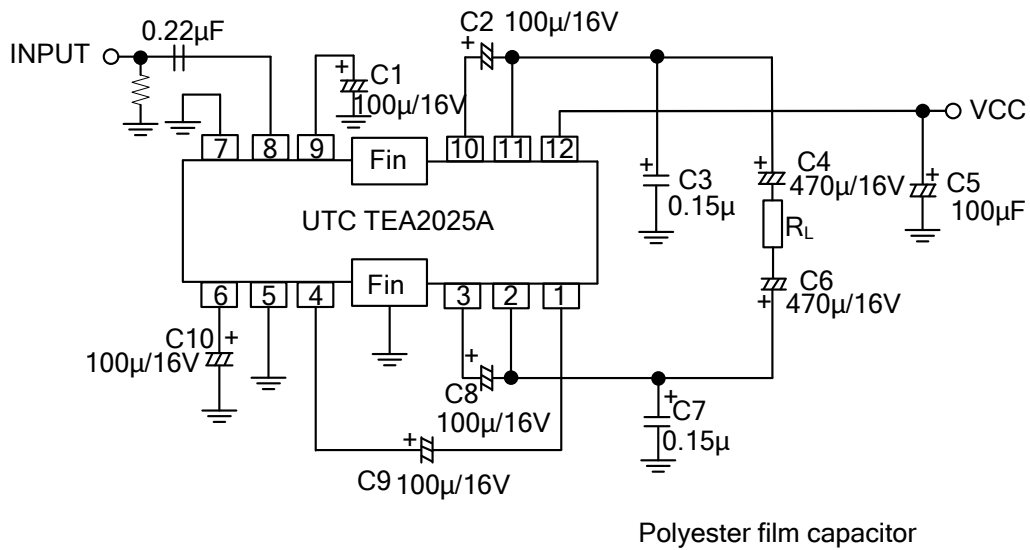 C2 100μ/16V
0.22μF
INPUT
+
+ C1
100μ/16V
VCC
7 8 9 Fin 10 11 12
+ C3
0.15μ
+ C4
470μ/16V
+ C5
100μF
UTC TEA2025A
RL
6 5 4 Fin 3 2 1
C6
+ 470μ/16V
C10 +
100μ/16V
+
C8
100μ/16V
+ C7
0.15μ
+
C9 100μ/16V
Polyester film capacitor